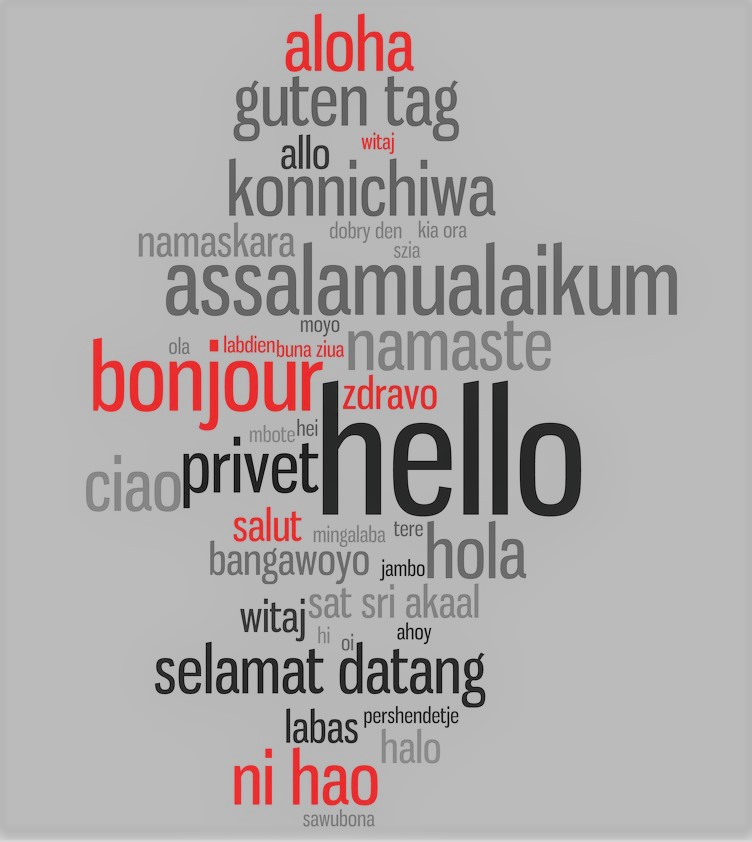 aloha
guten tag
allo witaj
konnichiwa
dobry den kia ora
namaskara szia
assalamualaikum
moyo
ola labdien buna ziua namaste
bonjour zdravo
hello
mbote hei
ciao privet
salut mingalaba tere hola
bangawoyo jambo
witaj sat sri akaal
hi oi ahoy
selamat datang
labas pershendetje
halo
ni hao
sawubona